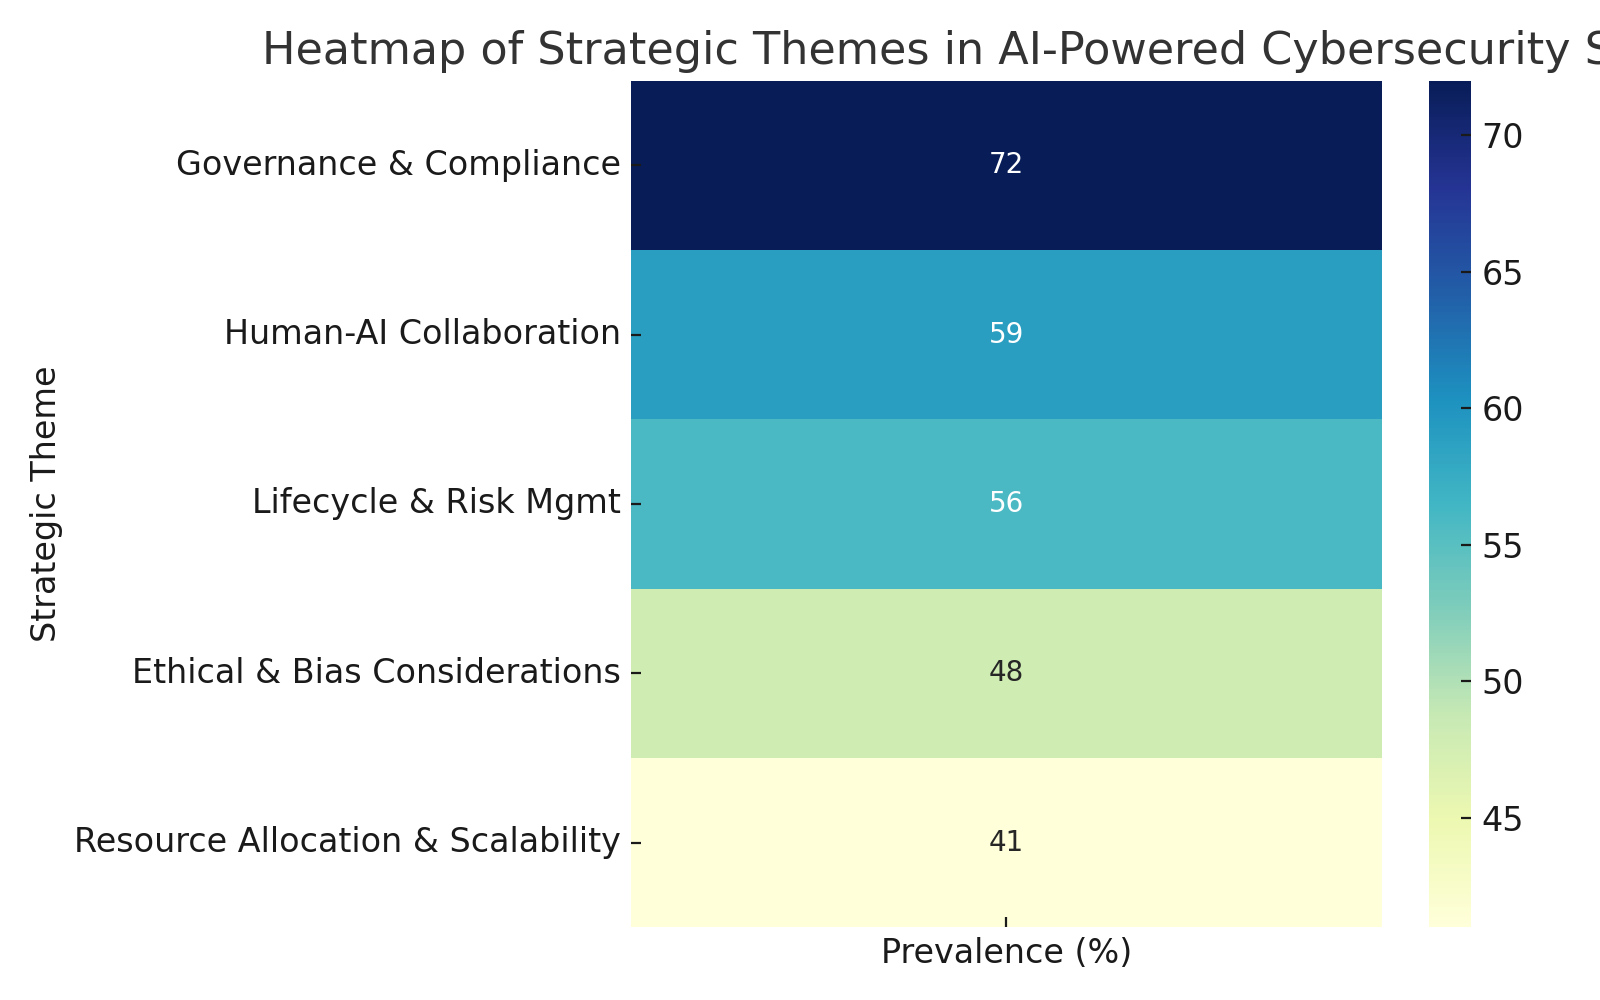 Heatmap of Strategic Themes in AI-Powered Cybersecurity S
Governance & Compliance
72
Human-AI Collaboration
59
Lifecycle & Risk Mgmt
56
Ethical & Bias Considerations
48
Resource Allocation & Scalability
41
Strategic Theme
Prevalence (%)
70
65
60
55
50
45